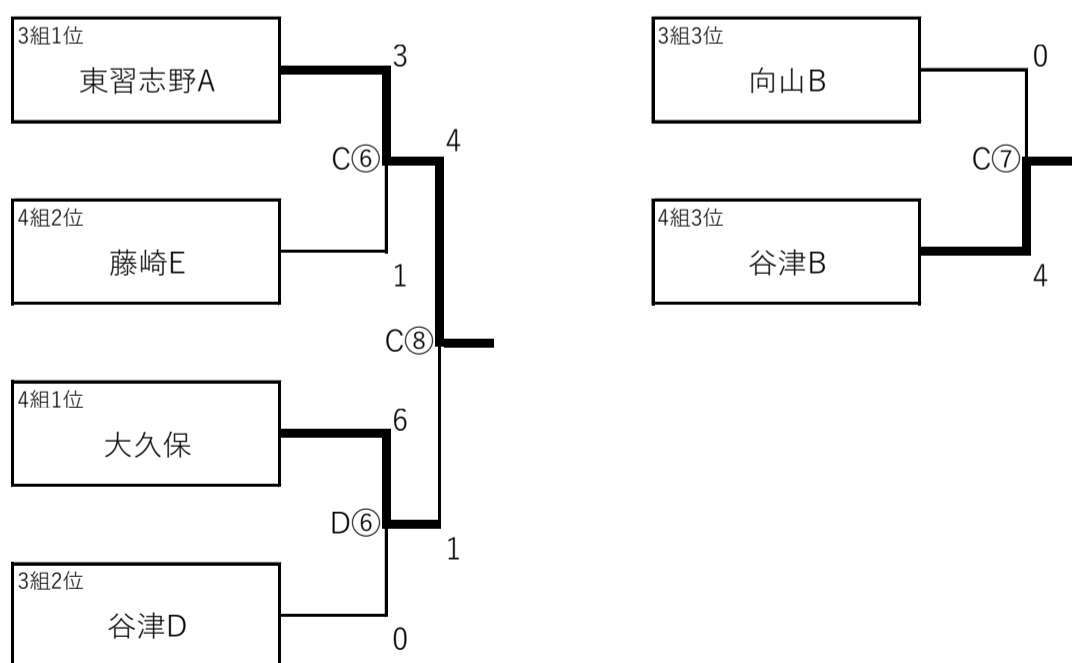 3組1位
東習志野A
3
C⑥
4
4組2位
藤崎E
1
C⑧
4組1位
大久保
6
D⑥
1
3組2位
谷津D
0
3組3位
向山B
0
C⑦
4組3位
谷津B
4